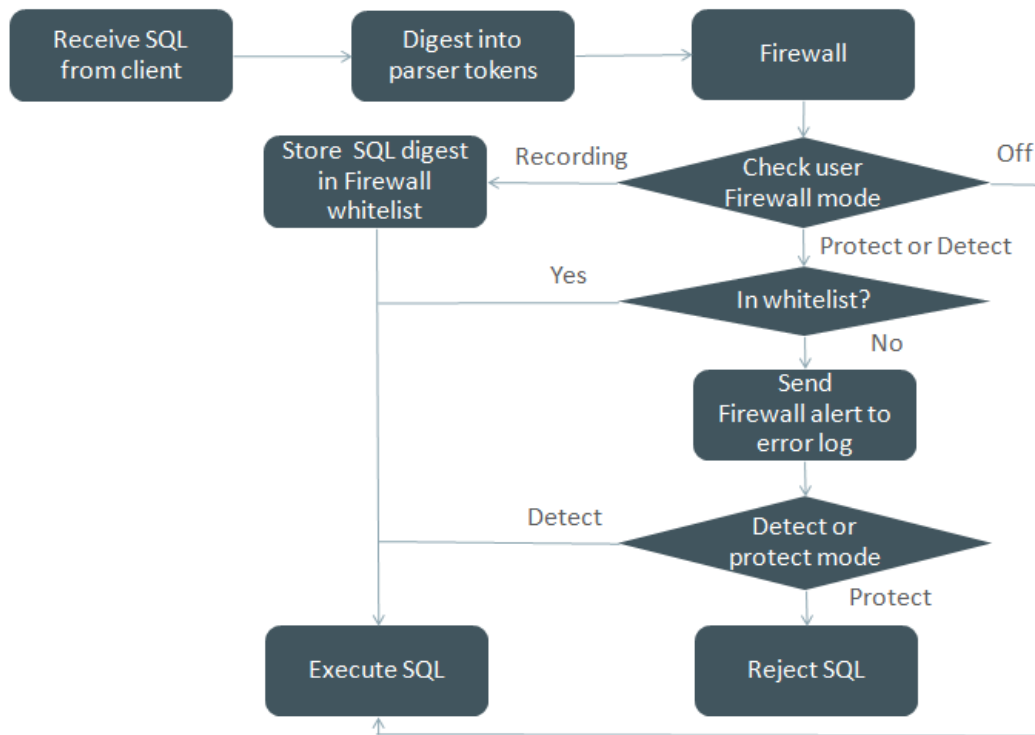 Receive SQL
from client
Digest into
parser tokens
Firewall
Store SQL digest
in Firewall
whitelist
Recording
Check user
Firewall mode
Off
Protect or Detect
Yes
In whitelist?
No
Send
Firewall alert to
error log
Detect
Detect or
protect mode
Protect
Execute SQL
Reject SQL